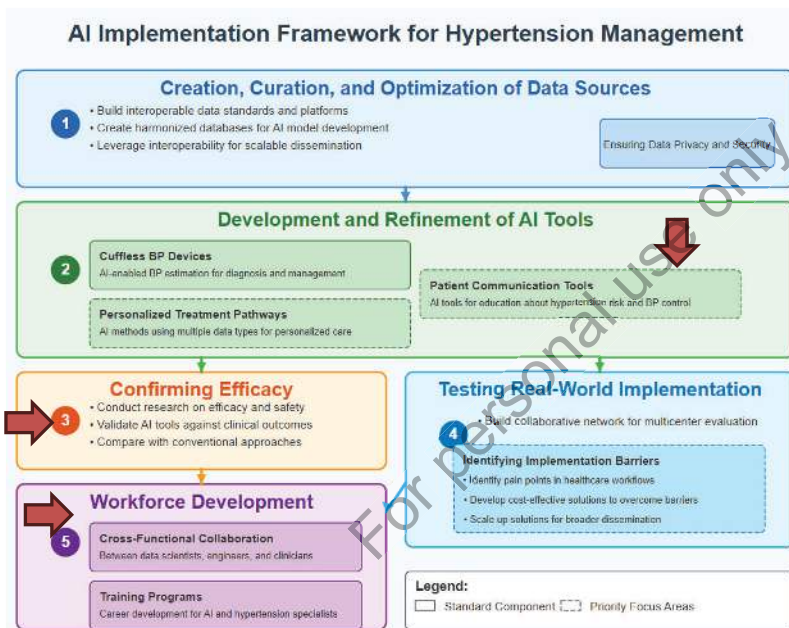 AI Implementation Framework for Hypertension Management
Creation, Curation, and Optimization of Data Sources
1
• Build interoperable data standards and platforms
• Create harmonized databases for AI model development
• Leverage interoperability for scalable dissemination
Ensuring Data Privacy and Security
Development and Refinement of AI Tools
2
Cuffless BP Devices
AI-enabled BP estimation for diagnosis and management
Personalized Treatment Pathways
AI methods using multiple data types for personalized care
Patient Communication Tools
AI tools for education about hypertension risk and BP control
Confirming Efficacy
3
• Conduct research on efficacy and safety
• Validate AI tools against clinical outcomes
• Compare with conventional approaches
Testing Real-World Implementation
4
• Build collaborative network for multicenter evaluation
Identifying Implementation Barriers
• Identify pain points in healthcare workflows
• Develop cost-effective solutions to overcome barriers
• Scale up solutions for broader dissemination
Workforce Development
5
Cross-Functional Collaboration
Between data scientists, engineers, and clinicians
Training Programs
Career development for AI and hypertension specialists
Legend:
Standard Component
Priority Focus Areas
For personal use only